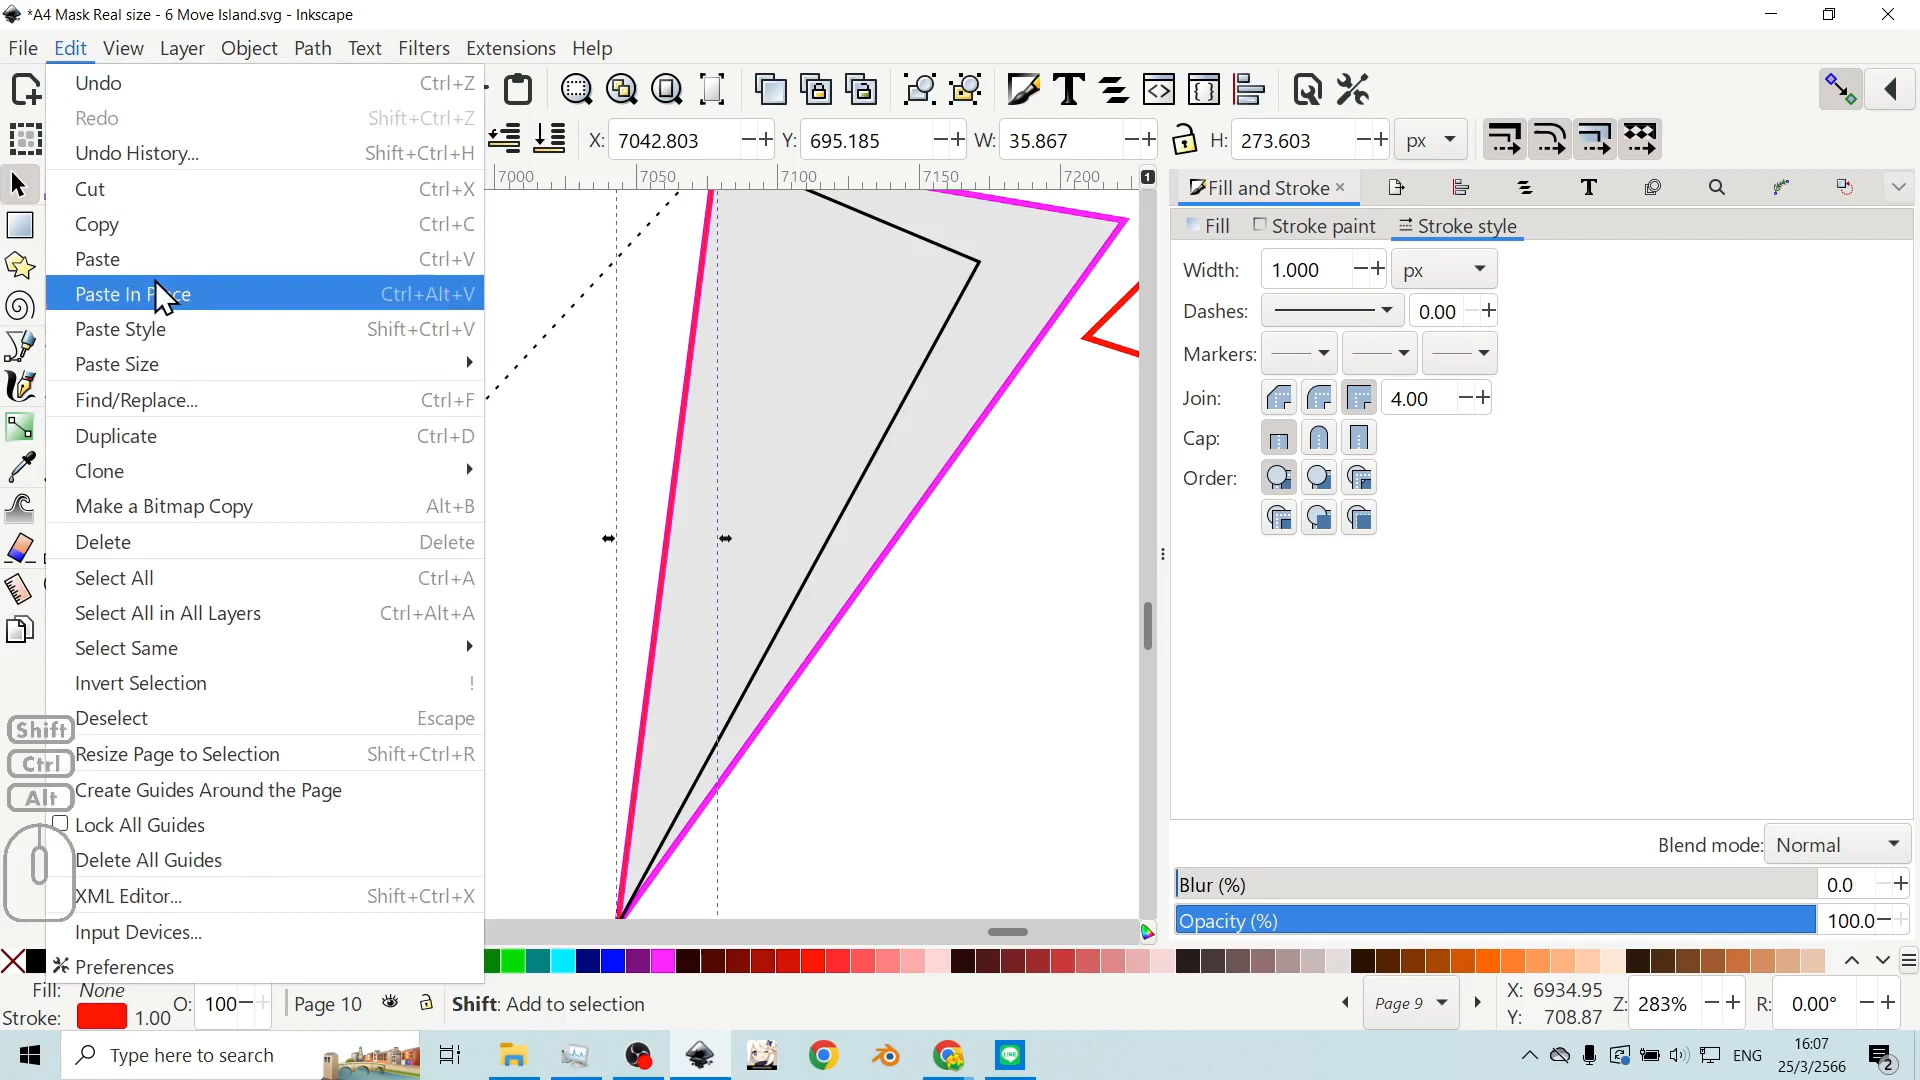 *A4 Mask Real size - 6 Move Island.svg - Inkscape
File Edit View Layer Object Path Text Filters Extensions Help
X: 7042.803 Y: 695.185 W: 35.867 H: 273.603 px
7000 7050 7100 7150 7200 1
Undo Ctrl+Z
Redo Shift+Ctrl+Z
Undo History... Shift+Ctrl+H
Cut Ctrl+X
Copy Ctrl+C
Paste Ctrl+V
Paste In Ctrl+Alt+V
Paste Style Shift+Ctrl+V
Paste Size
Find/Replace... Ctrl+F
Duplicate Ctrl+D
Clone
Make a Bitmap Copy Alt+B
Delete Delete
Select All Ctrl+A
Select All in All Layers Ctrl+Alt+A
Select Same
Invert Selection !
Deselect Escape
Resize Page to Selection Shift+Ctrl+R
Create Guides Around the Page
Lock All Guides
Delete All Guides
XML Editor... Shift+Ctrl+X
Input Devices...
Preferences
Shift
Ctrl
Alt
Fill and Stroke
Fill Stroke paint Stroke style
Width: 1.000 px
Dashes: 0.00
Markers:
Join: 4.00
Cap:
Order:
Blend mode: Normal
Blur (%) 0.0
Opacity (%) 100.0
Fill: None
Stroke: 1.00 O: 100 Page 10 Shift: Add to selection Page 9 X: 6934.95 Y: 708.87 Z: 283% R: 0.00°
Type here to search
ENG 16:07
25/3/2566 2